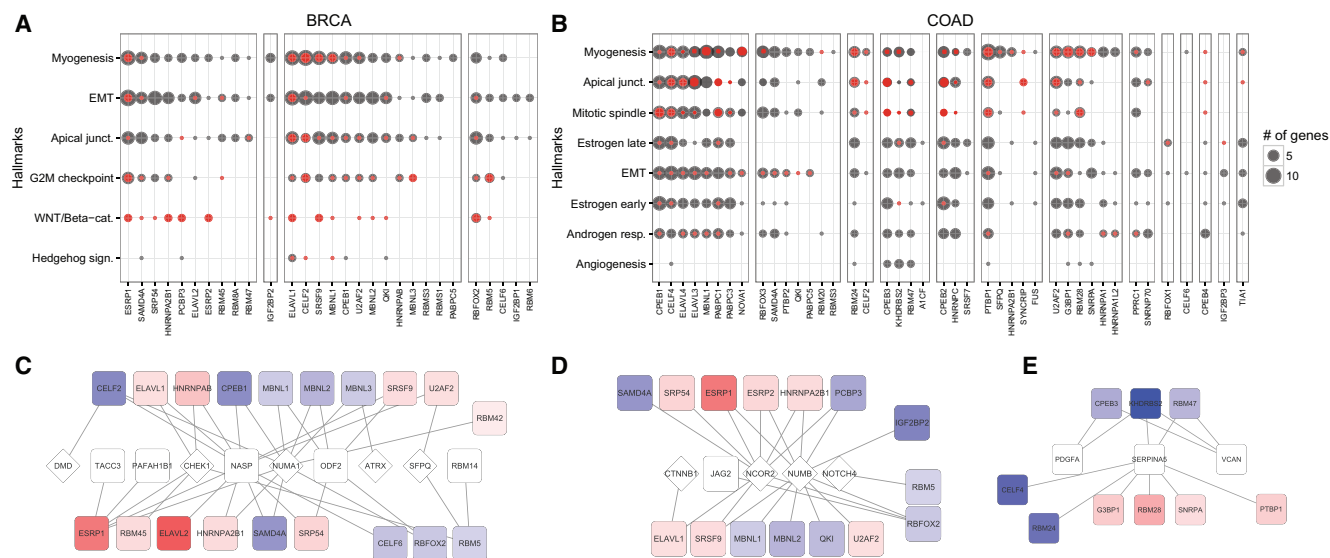 A
BRCA
Hallmarks
Myogenesis
EMT
Apical junct.
G2M checkpoint
WNT/Beta−cat.
Hedgehog sign.
ESRP1
SAMD4A
SRP54
HNRNPA2B1
PCBP3
ELAVL2
ESRP2
RBM45
RBM8A
RBM47
IGF2BP2
ELAVL1
CELF2
SRSF9
MBNL1
CPEB1
U2AF2
MBNL2
QKI
HNRNPAB
MBNL3
RBMS3
RBMS1
PABPC5
RBFOX2
RBM5
CELF6
IGF2BP1
RBM6
B
COAD
Hallmarks
Myogenesis
Apical junct.
Mitotic spindle
Estrogen late
EMT
Estrogen early
Androgen resp.
Angiogenesis
CPEB1
CELF4
ELAVL4
ELAVL3
MBNL1
PABPC1
PABPC3
NOVA1
RBFOX3
SAMD4A
PTBP2
QKI
PABPC5
RBM20
RBMS3
RBM24
CELF2
CPEB3
KHDRBS2
RBM47
A1CF
CPEB2
HNRNPC
SRSF7
PTBP1
SFPQ
HNRNPA2B1
SYNCRIP
FUS
U2AF2
G3BP1
RBM28
SNRPA
HNRNPA1
HNRNPA1L2
PPRC1
SNRNP70
RBFOX1
CELF6
CPEB4
IGF2BP3
TIA1
# of genes
5
10
C
CELF2
ELAVL1
HNRNPAB
CPEB1
MBNL1
MBNL2
MBNL3
SRSF9
U2AF2
RBM42
DMD
TACC3
PAFAH1B1
CHEK1
NASP
NUMA1
ODF2
ATRX
SFPQ
RBM14
ESRP1
RBM45
ELAVL2
HNRNPA2B1
SAMD4A
SRP54
CELF6
RBFOX2
RBM5
D
SAMD4A
SRP54
ESRP1
ESRP2
HNRNPA2B1
PCBP3
IGF2BP2
CTNNB1
JAG2
NCOR2
NUMB
NOTCH4
RBM5
RBFOX2
ELAVL1
SRSF9
MBNL1
MBNL2
QKI
U2AF2
E
CPEB3
KHDRBS2
RBM47
PDGFA
SERPINA5
VCAN
CELF4
G3BP1
RBM28
SNRPA
PTBP1
RBM24